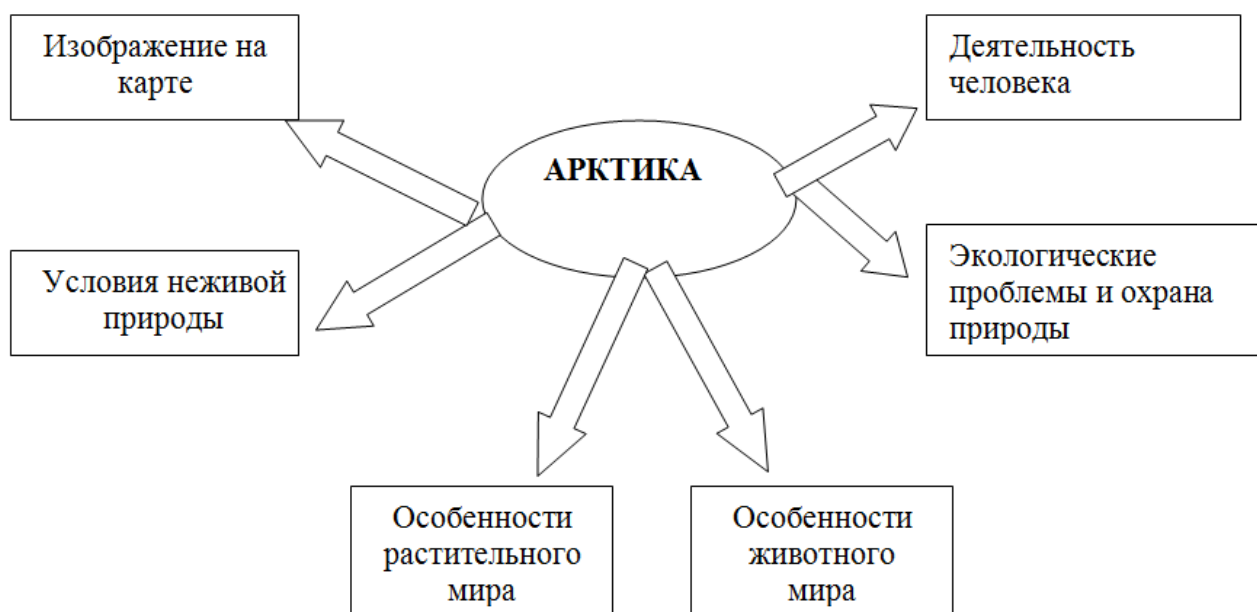 Изображение на
карте
Деятельность
человека
АРКТИКА
Условия неживой
природы
Экологические
проблемы и охрана
природы
Особенности
растительного
мира
Особенности
животного
мира